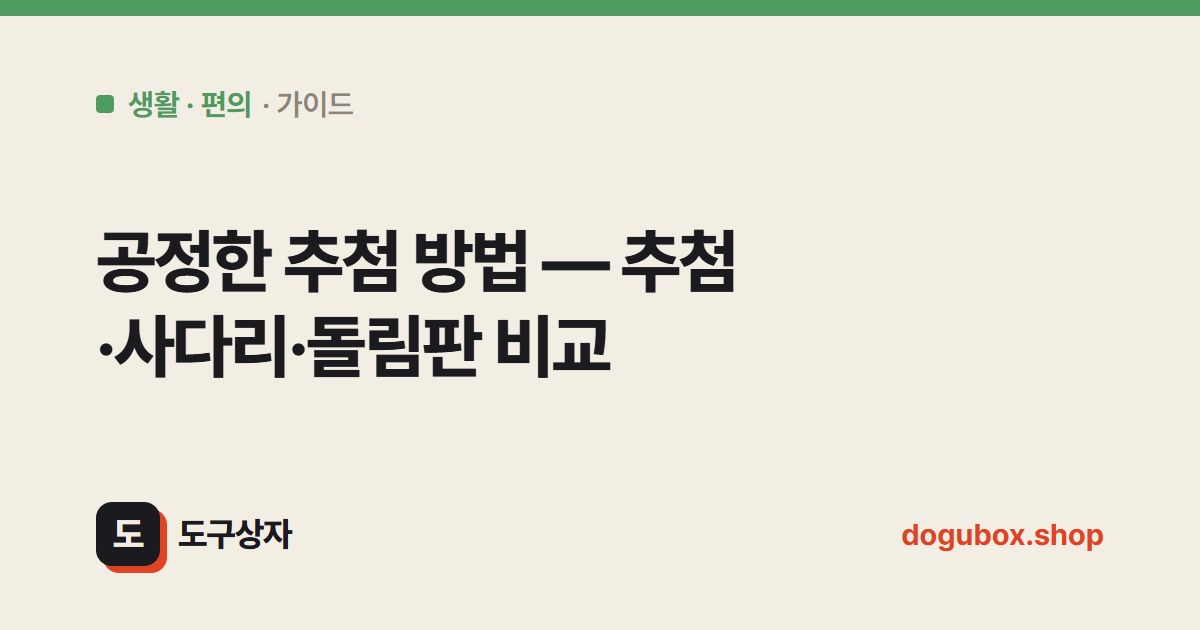 생활 · 편의 · 가이드
공정한 추첨 방법 — 추첨
·사다리·돌림판 비교
도 도구상자
dogubox.shop